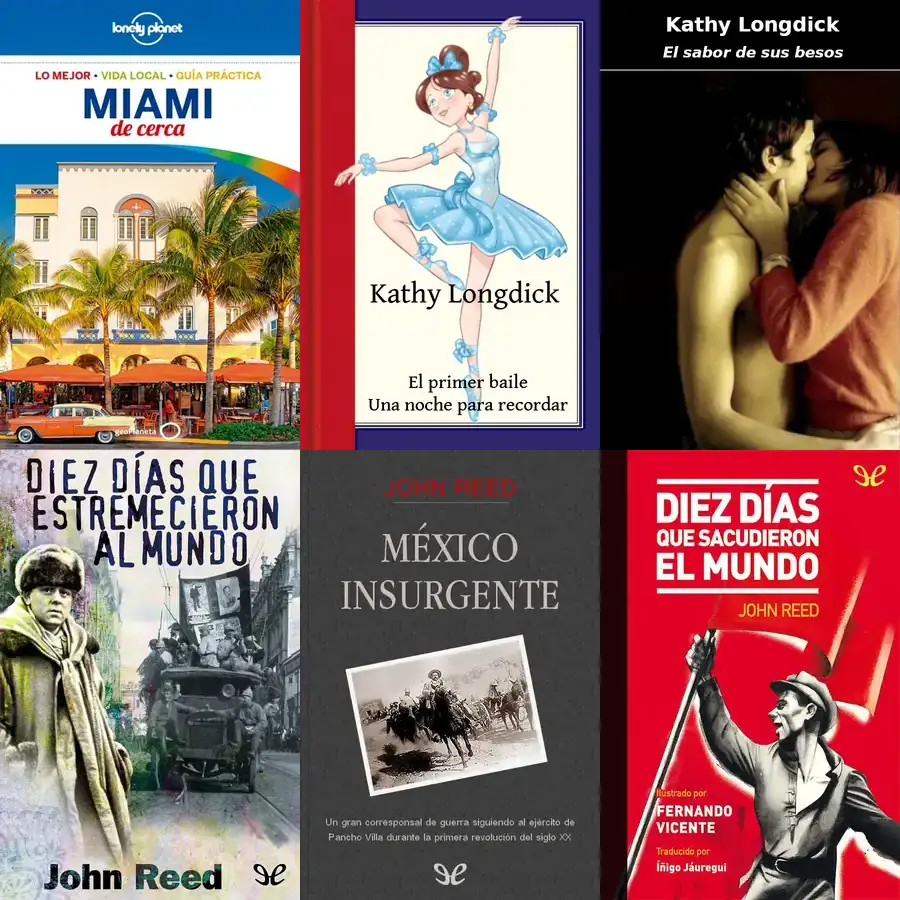 lonely planet
LO MEJOR • VIDA LOCAL • GUÍA PRÁCTICA
MIAMI
de cerca
geoPlaneta
Kathy Longdick
El primer baile
Una noche para recordar
Kathy Longdick
El sabor de sus besos
DIEZ DÍAS QUE
ESTREMECIERON
AL MUNDO
John Reed
JOHN REED
MÉXICO
INSURGENTE
Un gran corresponsal de guerra siguiendo al ejército de
Pancho Villa durante la primera revolución del siglo XX
DIEZ DÍAS
QUE SACUDIERON
EL MUNDO
JOHN REED
Ilustrado por
FERNANDO
VICENTE
Traducido por
Íñigo Jáuregui